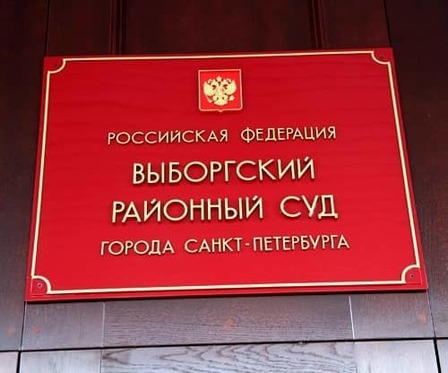 РОССИЙСКАЯ ФЕДЕРАЦИЯ
ВЫБОРГСКИЙ
РАЙОННЫЙ СУД
ГОРОДА САНКТ-ПЕТЕРБУРГА